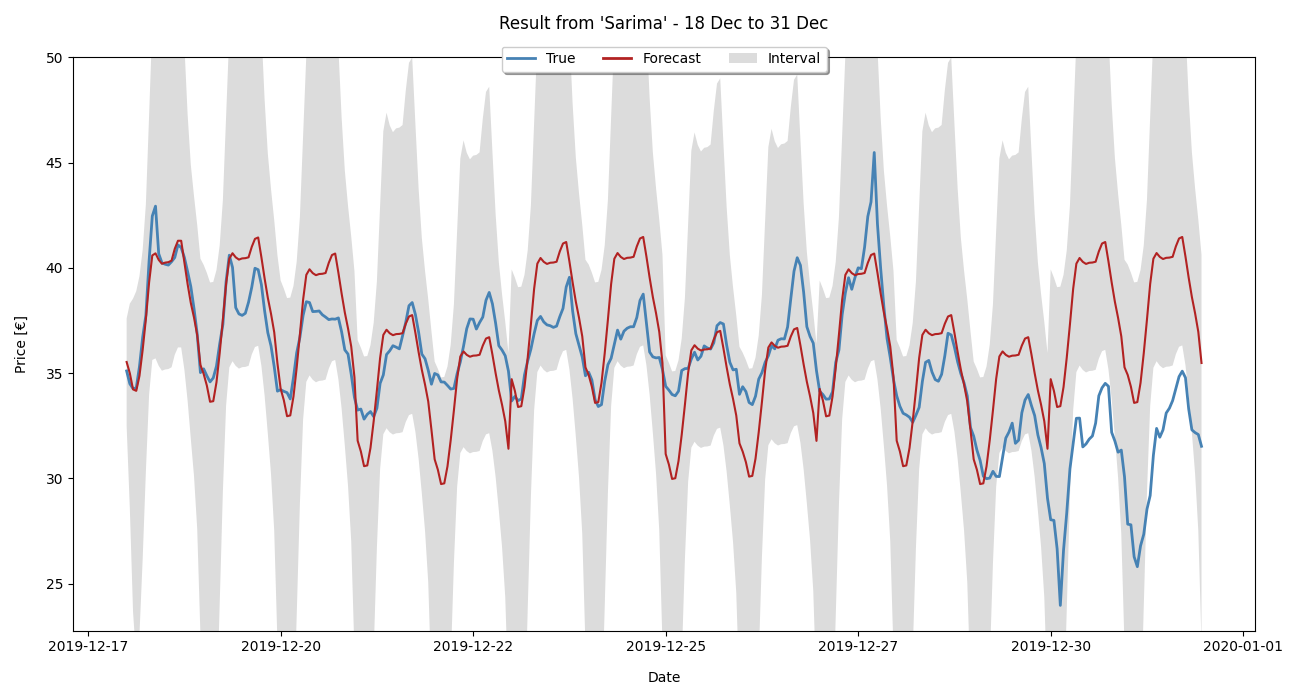 Result from 'Sarima' - 18 Dec to 31 Dec
True Forecast Interval
50
45
40
35
30
25
Price [€]
2019-12-17 2019-12-20 2019-12-22 2019-12-25 2019-12-27 2019-12-30 2020-01-01
Date